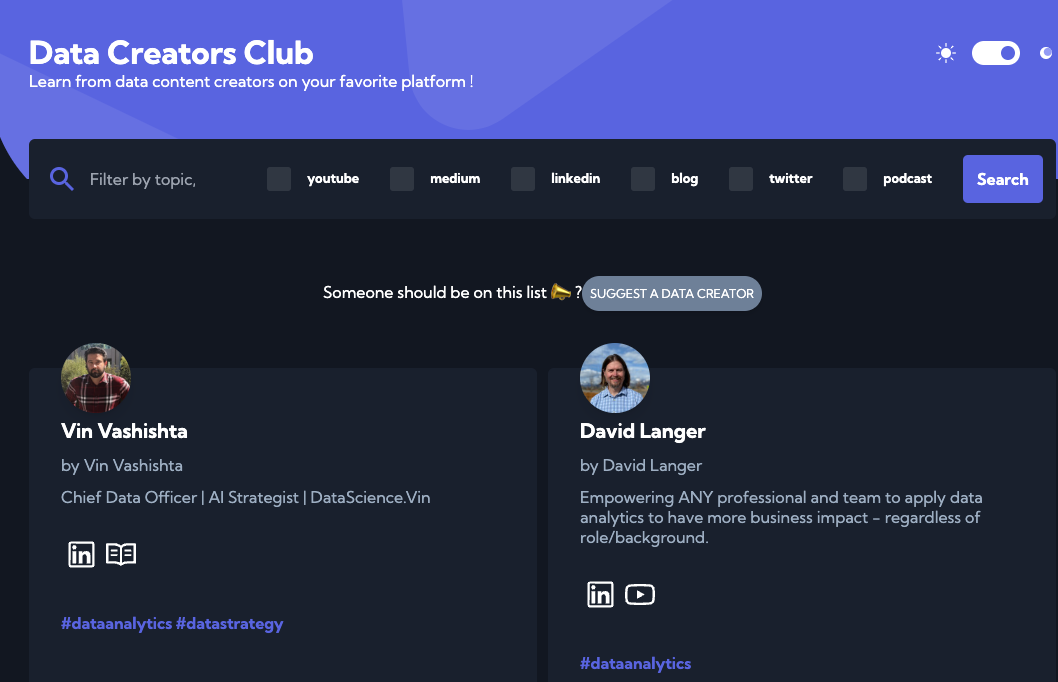 Data Creators Club
Learn from data content creators on your favorite platform !
Filter by topic,
youtube
medium
linkedin
blog
twitter
podcast
Search
Someone should be on this list 📣 ? SUGGEST A DATA CREATOR
Vin Vashishta
by Vin Vashishta
Chief Data Officer | AI Strategist | DataScience.Vin
in
#dataanalytics #datastrategy
David Langer
by David Langer
Empowering ANY professional and team to apply data
analytics to have more business impact - regardless of
role/background.
in
#dataanalytics